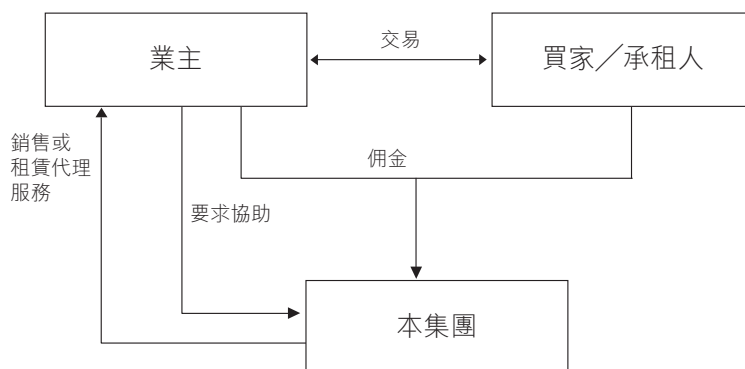 業主
交易
買家／承租人
銷售或
租賃代理
服務
佣金
要求協助
本集團